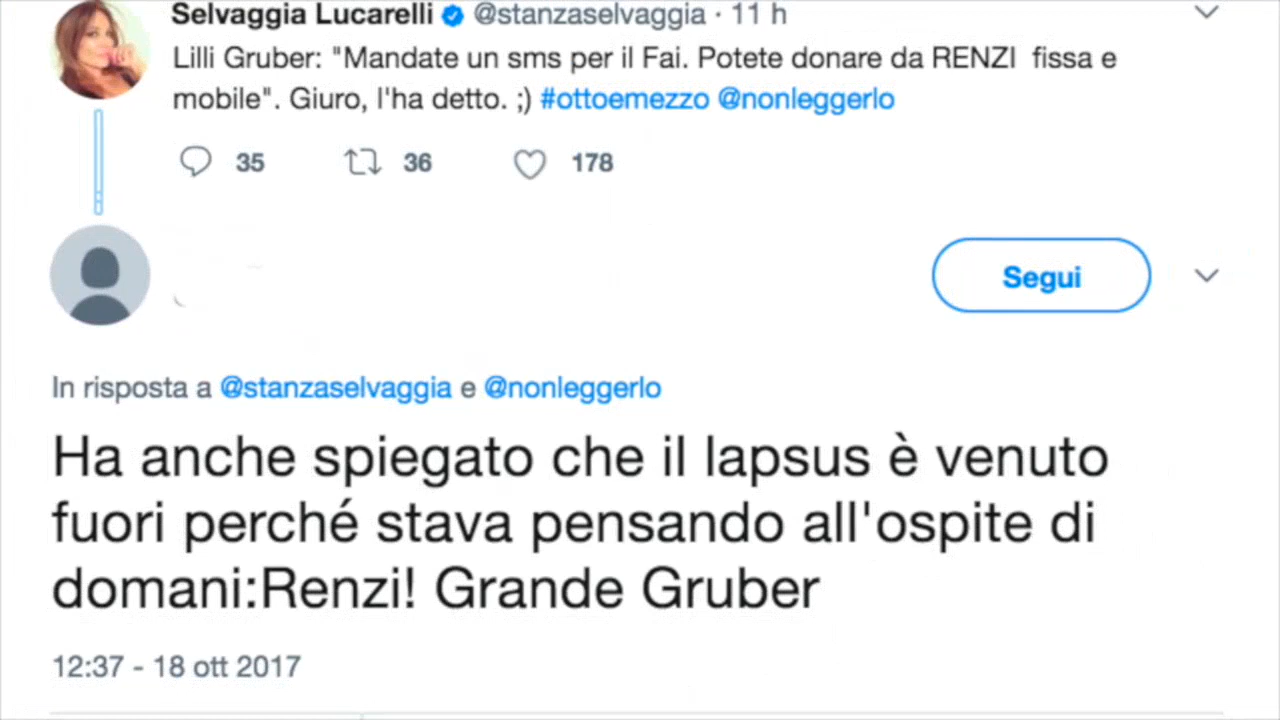 Selvaggia Lucarelli @stanzaselvaggia · 11 h
Lilli Gruber: "Mandate un sms per il Fai. Potete donare da RENZI fissa e
mobile". Giuro, l'ha detto. ;) #ottoemezzo @nonleggerlo
35 36 178
Segui
In risposta a @stanzaselvaggia e @nonleggerlo
Ha anche spiegato che il lapsus è venuto
fuori perché stava pensando all'ospite di
domani:Renzi! Grande Gruber
12:37 - 18 ott 2017